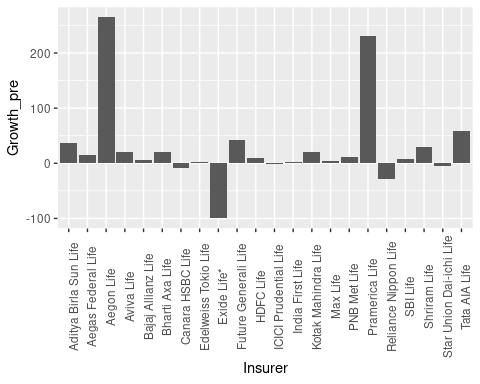 Growth_pre
200
100
0
-100
Aditya Birla Sun Life
Aegas Federal Life
Aegon Life
Aviva Life
Bajaj Allianz Life
Bharti Axa Life
Canara HSBC Life
Edelweiss Tokio Life
Exide Life*
Future Generali Life
HDFC Life
ICICI Prudential Life
India First Life
Kotak Mahindra Life
Max Life
PNB Met Life
Pramerica Life
Reliance Nippon Life
SBI Life
Shriram Life
Star Union Dai-ichi Life
Tata AIA Life
Insurer